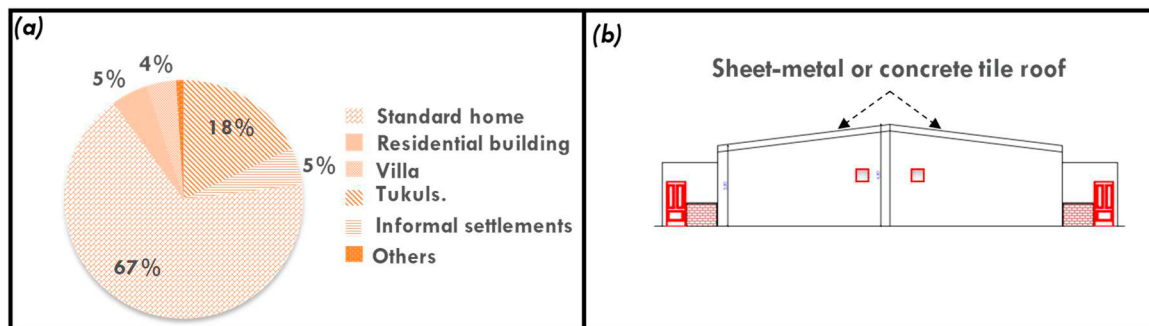 (a)
5%
4%
18%
5%
67%
Standard home
Residential building
Villa
Tukuls.
Informal settlements
Others
(b)
Sheet-metal or concrete tile roof